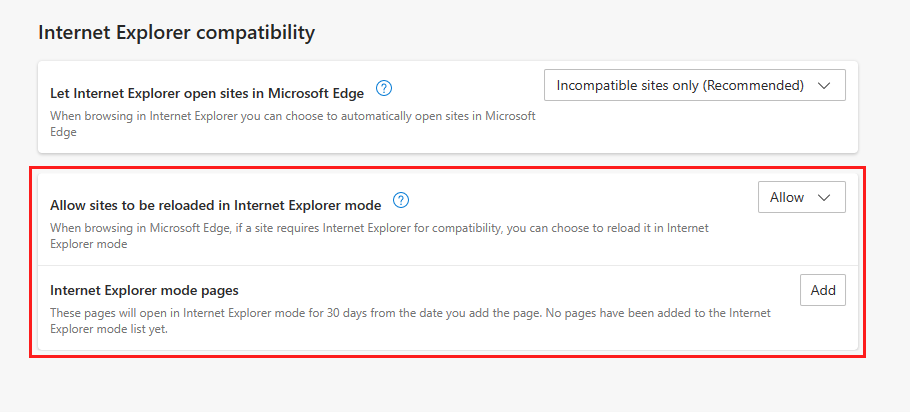 Internet Explorer compatibility
Let Internet Explorer open sites in Microsoft Edge
?
Incompatible sites only (Recommended)
When browsing in Internet Explorer you can choose to automatically open sites in Microsoft
Edge
Allow sites to be reloaded in Internet Explorer mode
?
Allow
When browsing in Microsoft Edge, if a site requires Internet Explorer for compatibility, you can choose to reload it in Internet
Explorer mode
Internet Explorer mode pages
Add
These pages will open in Internet Explorer mode for 30 days from the date you add the page. No pages have been added to the Internet
Explorer mode list yet.